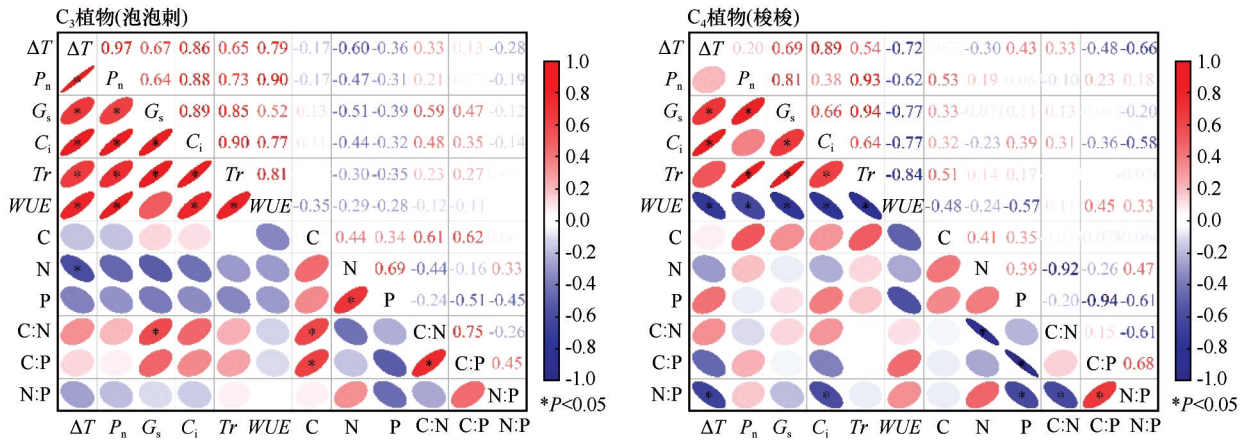 C₃植物(泡泡刺)
ΔT ΔT 0.97 0.67 0.86 0.65 0.79 -0.17 -0.60 -0.36 0.33 0.13 -0.28
Pn Pn 0.64 0.88 0.73 0.90 -0.17 -0.47 -0.31 0.21 -0.19
Gs Gs 0.89 0.85 0.52 0.13 -0.51 -0.39 0.59 0.47 -0.12
Ci Ci 0.90 0.77 0.11 -0.44 -0.32 0.48 0.35 -0.14
Tr Tr 0.81 -0.30 -0.35 0.23 0.27
WUE WUE -0.35 -0.29 -0.28 -0.12 -0.11
C C 0.44 0.34 0.61 0.62
N N 0.69 -0.44 -0.16 0.33
P P -0.24 -0.51 -0.45
C:N C:N 0.75 -0.26
C:P C:P 0.45
N:P N:P
ΔT Pn Gs Ci Tr WUE C N P C:N C:P N:P
1.0
0.8
0.6
0.4
0.2
0.0
-0.2
-0.4
-0.6
-0.8
-1.0
*P<0.05
C₄植物(梭梭)
ΔT ΔT 0.20 0.69 0.89 0.54 -0.72 -0.30 0.43 0.33 -0.48 -0.66
Pn Pn 0.81 0.38 0.93 -0.62 0.53 0.19 -0.10 0.23 0.18
Gs Gs 0.66 0.94 -0.77 0.33 0.11 0.13 -0.20
Ci Ci 0.64 -0.77 0.32 -0.23 0.39 0.31 -0.36 -0.58
Tr Tr -0.84 0.51 0.14 0.17
WUE WUE -0.48 -0.24 -0.57 0.45 0.33
C C 0.41 0.35
N N 0.39 -0.92 -0.26 0.47
P P -0.20 -0.94 -0.61
C:N C:N 0.15 -0.61
C:P C:P 0.68
N:P N:P
ΔT Pn Gs Ci Tr WUE C N P C:N C:P N:P
1.0
0.8
0.6
0.4
0.2
0.0
-0.2
-0.4
-0.6
-0.8
-1.0
*P<0.05